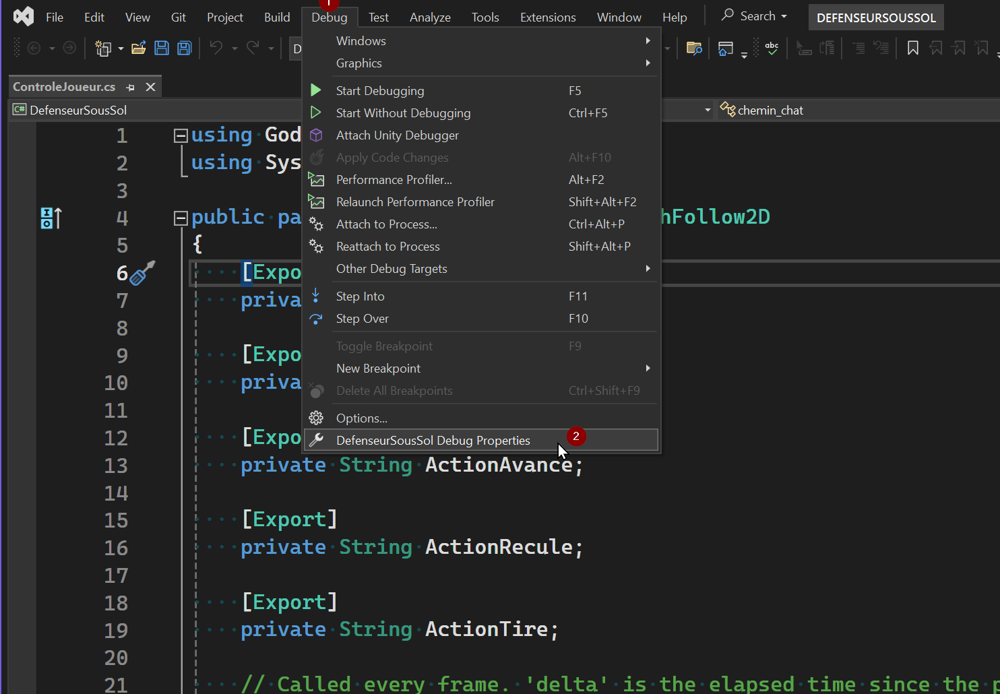 1
File Edit View Git Project Build Debug Test Analyze Tools Extensions Window Help Search DEFENSEURSOUSSOL
D abc
ControleJoueur.cs
C# DefenseurSousSol chemin_chat
Windows
Graphics
Start Debugging F5
Start Without Debugging Ctrl+F5
Attach Unity Debugger
Apply Code Changes Alt+F10
Performance Profiler... Alt+F2
Relaunch Performance Profiler Shift+Alt+F2
Attach to Process... Ctrl+Alt+P
Reattach to Process Shift+Alt+P
Other Debug Targets
Step Into F11
Step Over F10
Toggle Breakpoint F9
New Breakpoint
Delete All Breakpoints Ctrl+Shift+F9
Options...
DefenseurSousSol Debug Properties 2
1 using God
2 using Sys
3
4 public pa hFollow2D
5 {
6 [Expo
7 priva
8
9 [Expo
10 priva
11
12 [Expo
13 private String ActionAvance;
14
15 [Export]
16 private String ActionRecule;
17
18 [Export]
19 private String ActionTire;
20
21 // Called every frame. 'delta' is the elapsed time since the p